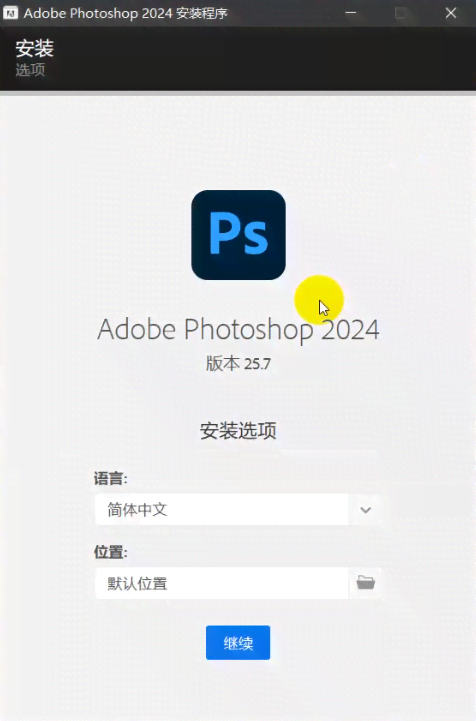 Adobe Photoshop 2024 安装程序
安装
选项
Ps
Adobe Photoshop 2024
版本 25.7
安装选项
语言:
简体中文
位置:
默认位置
继续